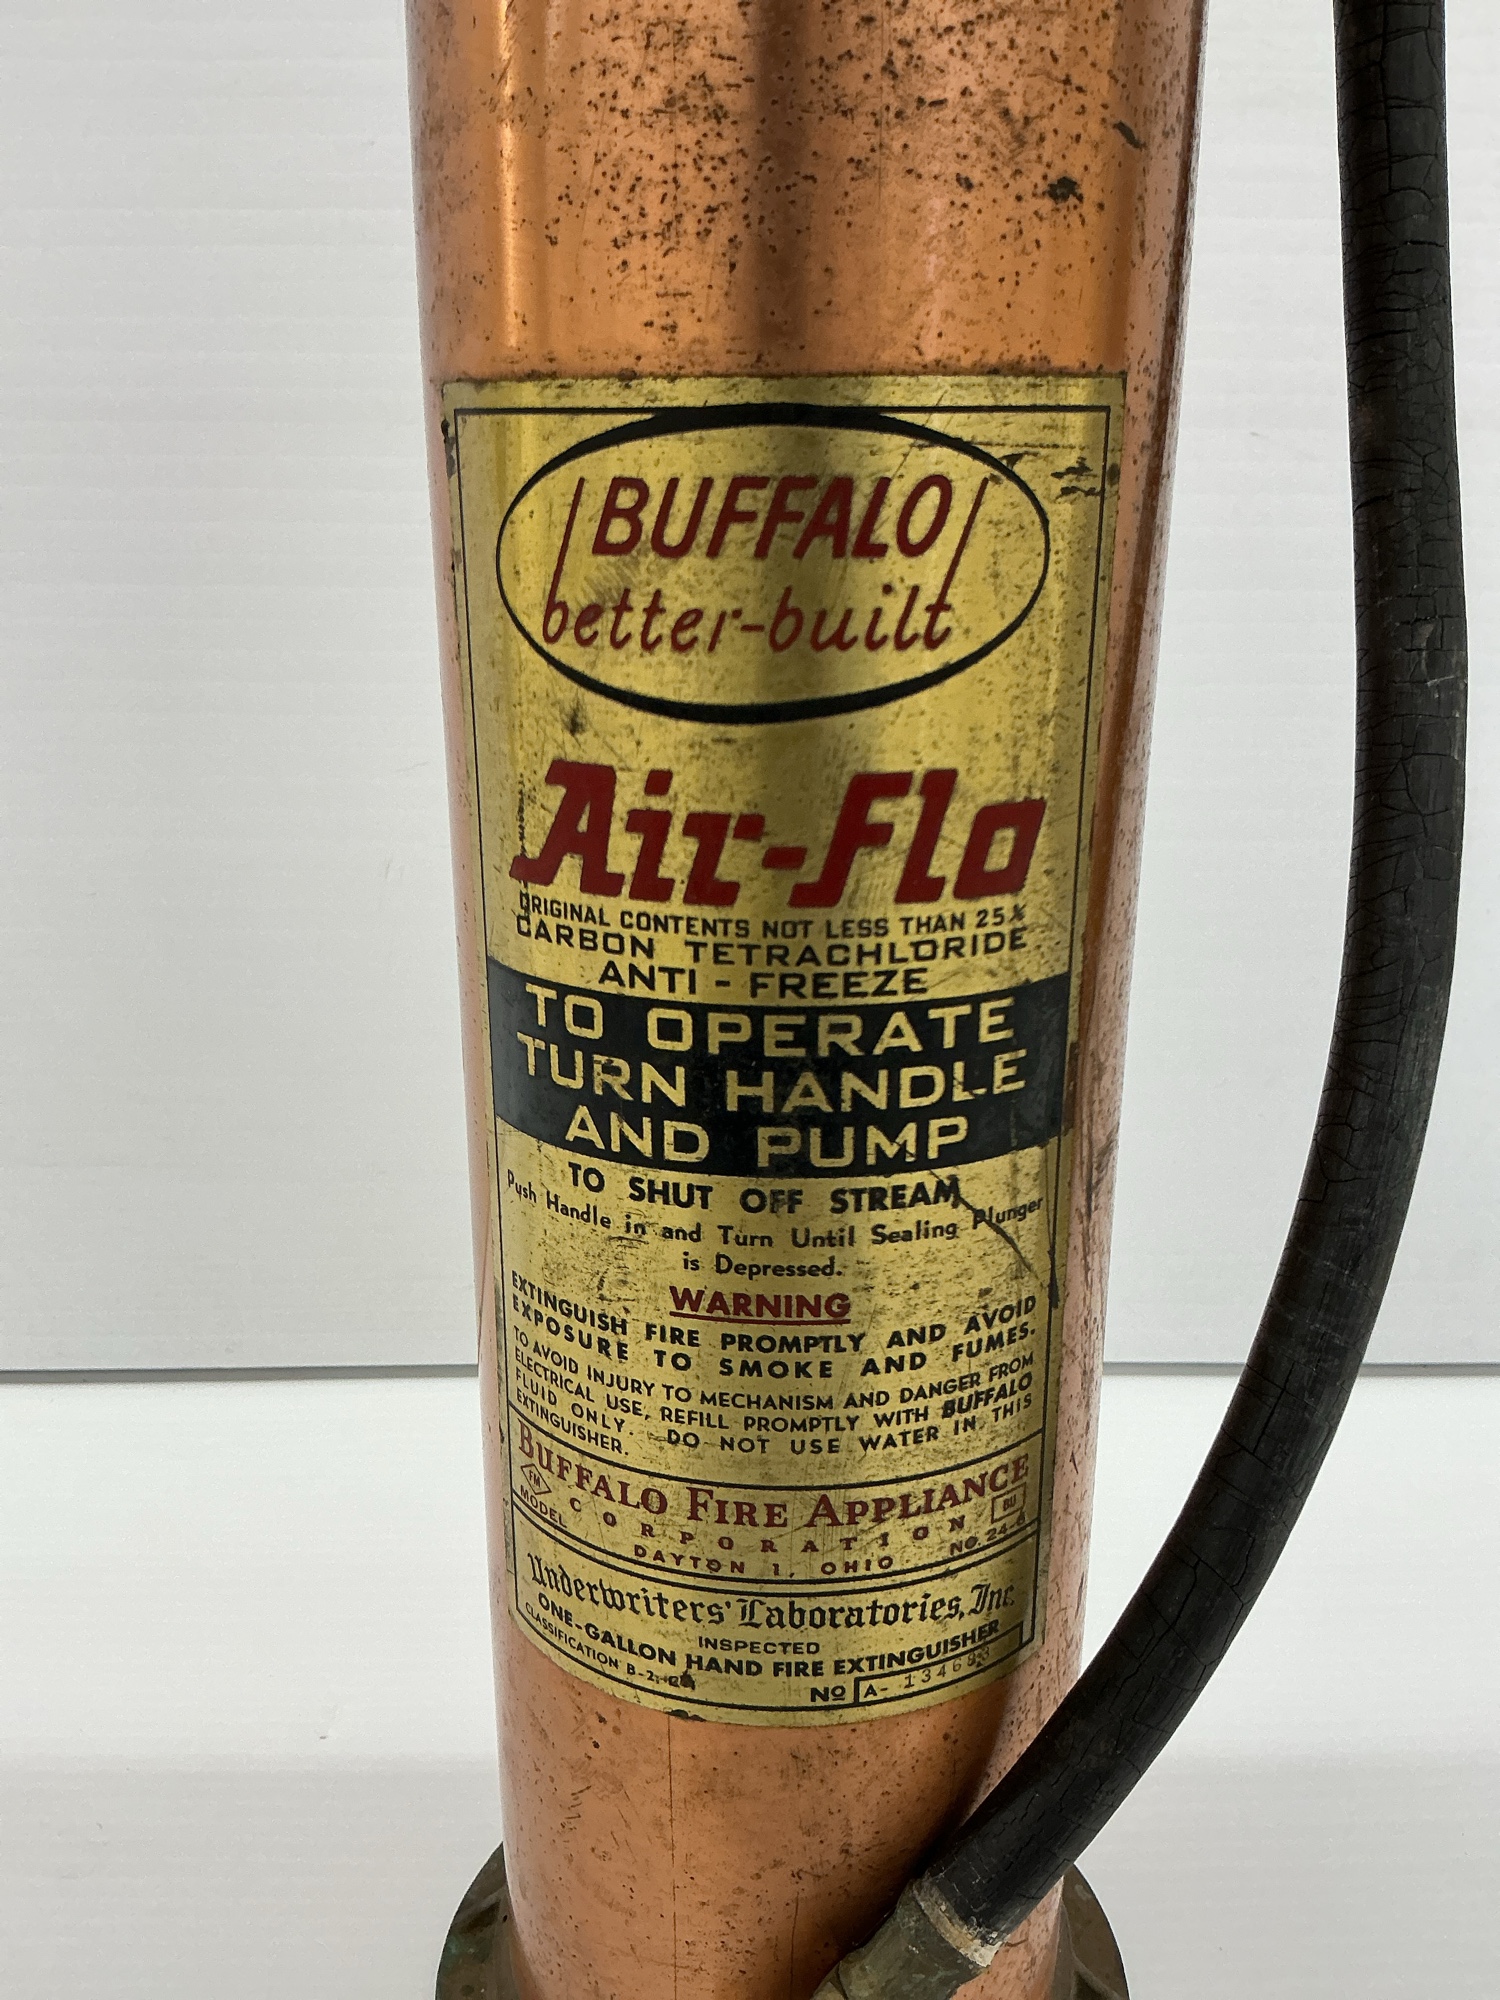 BUFFALO
better-built
Air-Flo
ORIGINAL CONTENTS NOT LESS THAN 25%
CARBON TETRACHLORIDE
ANTI-FREEZE
TO OPERATE
TURN HANDLE
AND PUMP
TO SHUT OFF STREAM
Push Handle in and Turn Until Sealing Plunger
is Depressed.
WARNING
EXTINGUISH FIRE PROMPTLY AND AVOID
EXPOSURE TO SMOKE AND FUMES.
TO AVOID INJURY TO MECHANISM AND DANGER FROM
ELECTRICAL USE, REFILL PROMPTLY WITH BUFFALO
FLUID ONLY. DO NOT USE WATER IN THIS
EXTINGUISHER.
BUFFALO FIRE APPLIANCE
FM CORPORATION BU
MODEL DAYTON 1, OHIO NO.
Underwriters' Laboratories, Inc.
INSPECTED
ONE-GALLON HAND FIRE EXTINGUISHER
CLASSIFICATION B-2,
No A-